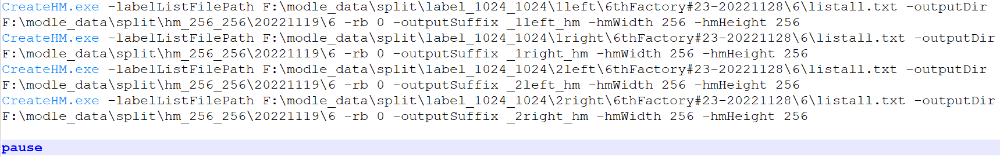 CreateHM.exe -labelListFilePath F:\modle_data\split\label_1024_1024\1left\6thFactory#23-20221128\6\listall.txt -outputDir
F:\modle_data\split\hm_256_256\20221119\6 -rb 0 -outputSuffix _1left_hm -hmWidth 256 -hmHeight 256
CreateHM.exe -labelListFilePath F:\modle_data\split\label_1024_1024\1right\6thFactory#23-20221128\6\listall.txt -outputDir
F:\modle_data\split\hm_256_256\20221119\6 -rb 0 -outputSuffix _1right_hm -hmWidth 256 -hmHeight 256
CreateHM.exe -labelListFilePath F:\modle_data\split\label_1024_1024\2left\6thFactory#23-20221128\6\listall.txt -outputDir
F:\modle_data\split\hm_256_256\20221119\6 -rb 0 -outputSuffix _2left_hm -hmWidth 256 -hmHeight 256
CreateHM.exe -labelListFilePath F:\modle_data\split\label_1024_1024\2right\6thFactory#23-20221128\6\listall.txt -outputDir
F:\modle_data\split\hm_256_256\20221119\6 -rb 0 -outputSuffix _2right_hm -hmWidth 256 -hmHeight 256
pause